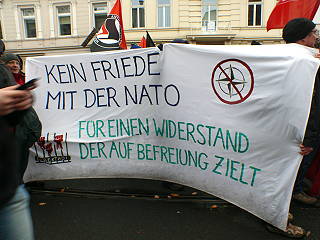 KEIN FRIEDE
MIT DER NATO
FÜR EINEN WIDERSTAND
DER AUF BEFREIUNG ZIELT